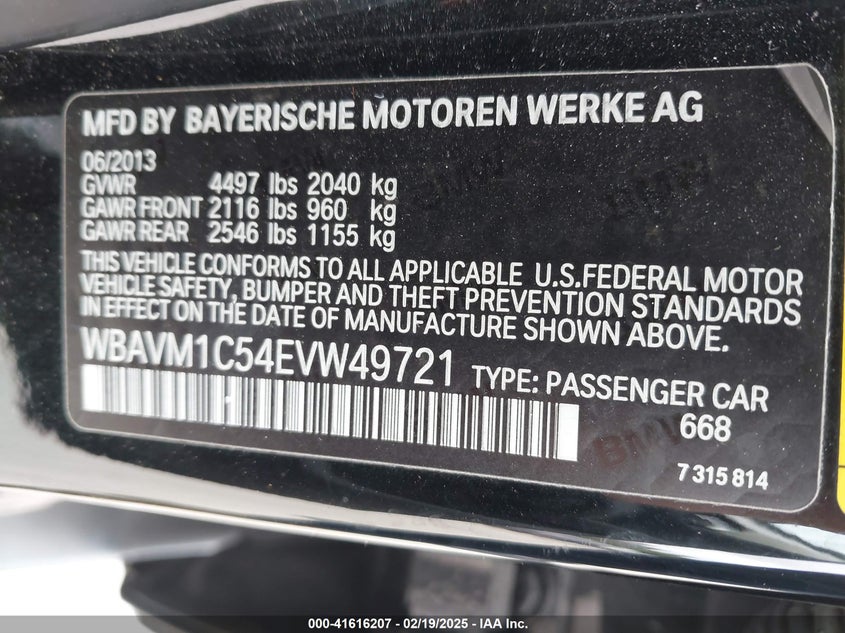 MFD BY BAYERISCHE MOTOREN WERKE AG
06/2013
GVWR 4497 lbs 2040 kg
GAWR FRONT 2116 lbs 960 kg
GAWR REAR 2546 lbs 1155 kg
THIS VEHICLE CONFORMS TO ALL APPLICABLE U.S.FEDERAL MOTOR
VEHICLE SAFETY, BUMPER AND THEFT PREVENTION STANDARDS
IN EFFECT ON THE DATE OF MANUFACTURE SHOWN ABOVE.
WBAVM1C54EVW49721 TYPE: PASSENGER CAR
668
BMW
7 315 814
000-41616207 - 02/19/2025 - IAA Inc.